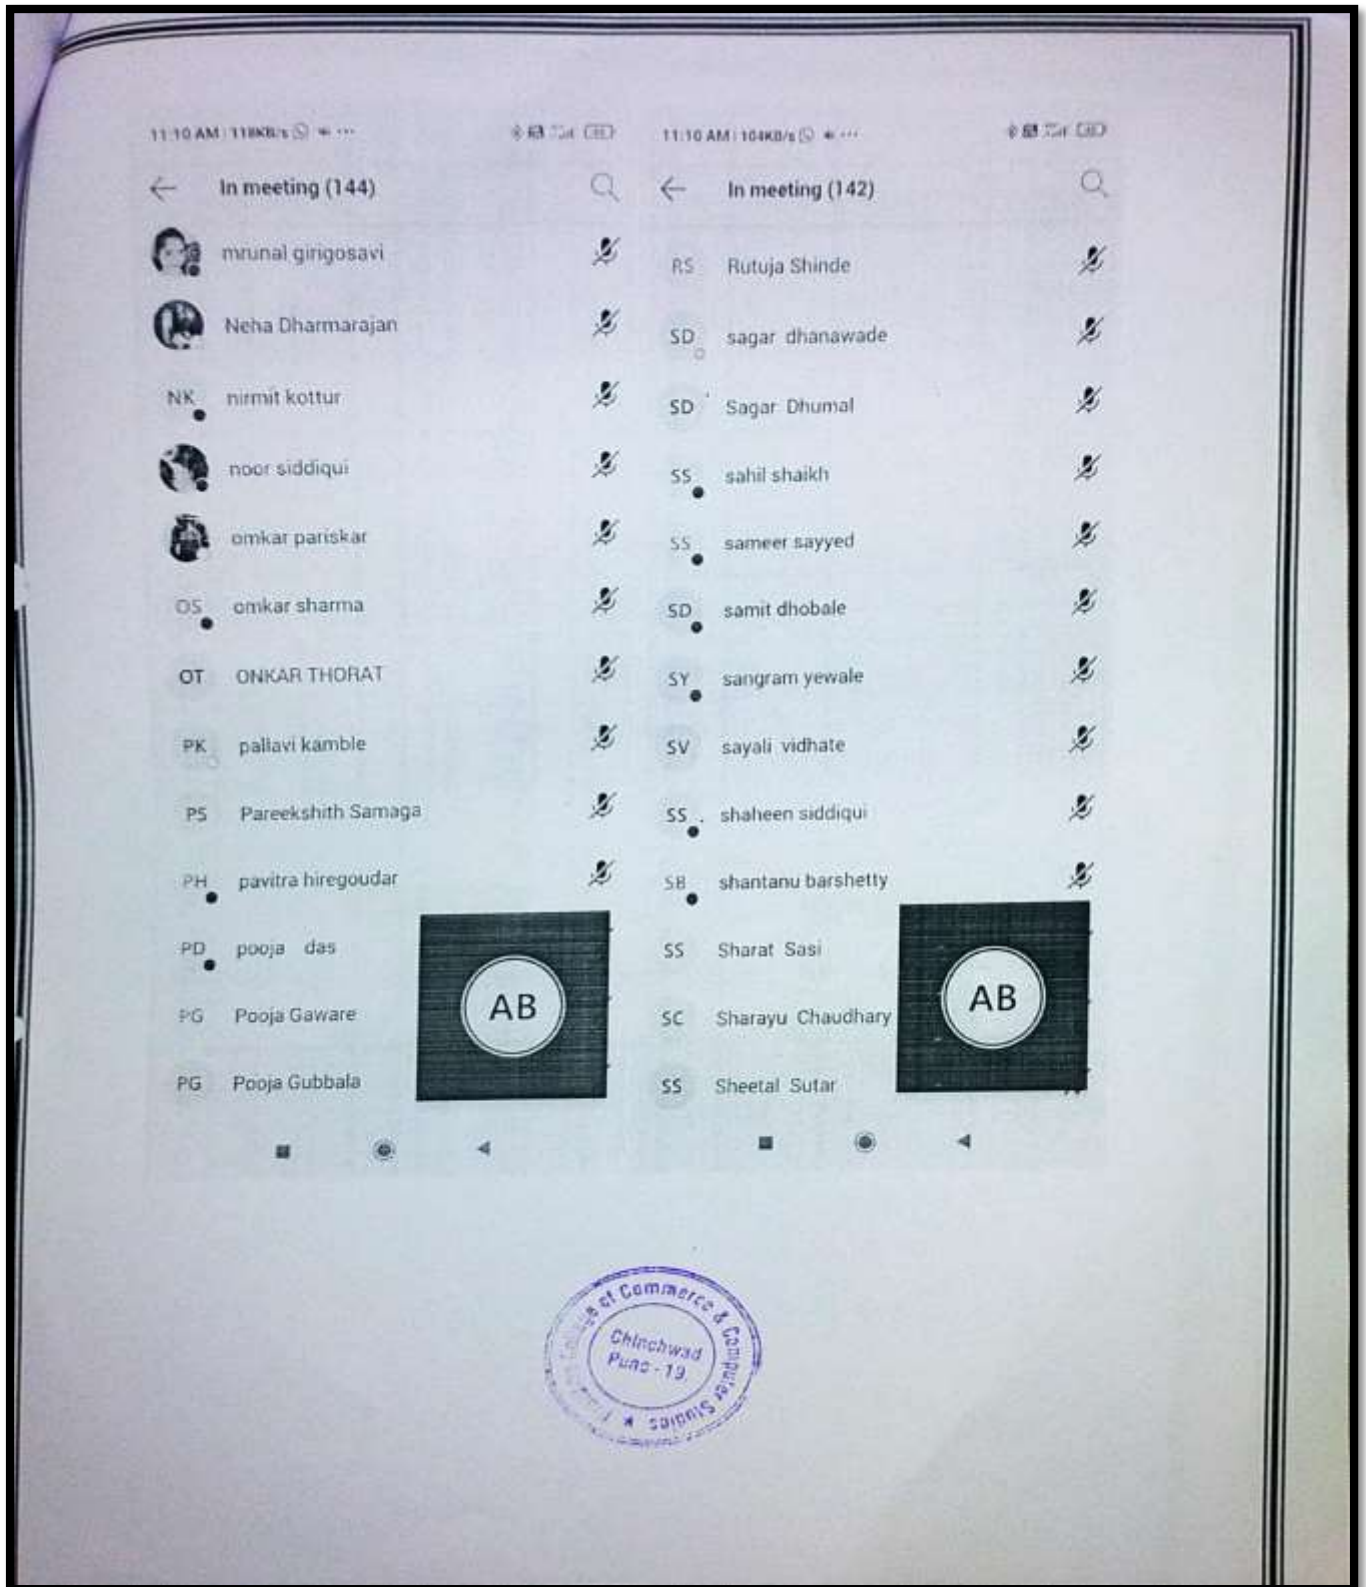 11:10 AM | 118KB/s
In meeting (144)
mrunal girigosavi
Neha Dharmarajan
NK nirmit kottur
noor siddiqui
omkar pariskar
OS omkar sharma
OT ONKAR THORAT
PK pallavi kamble
PS Pareekshith Samaga
PH pavitra hiregoudar
PD pooja das
PG Pooja Gaware
PG Pooja Gubbala
AB
11:10 AM | 104KB/s
In meeting (142)
RS Rutuja Shinde
SD sagar dhanawade
SD Sagar Dhumal
SS sahil shaikh
SS sameer sayyed
SD samit dhobale
SY sangram yewale
SV sayali vidhate
SS shaheen siddiqui
SB shantanu barshetty
SS Sharat Sasi
SC Sharayu Chaudhary
SS Sheetal Sutar
AB
College of Commerce & Computer Studies
Chinchwad
Pune - 19.